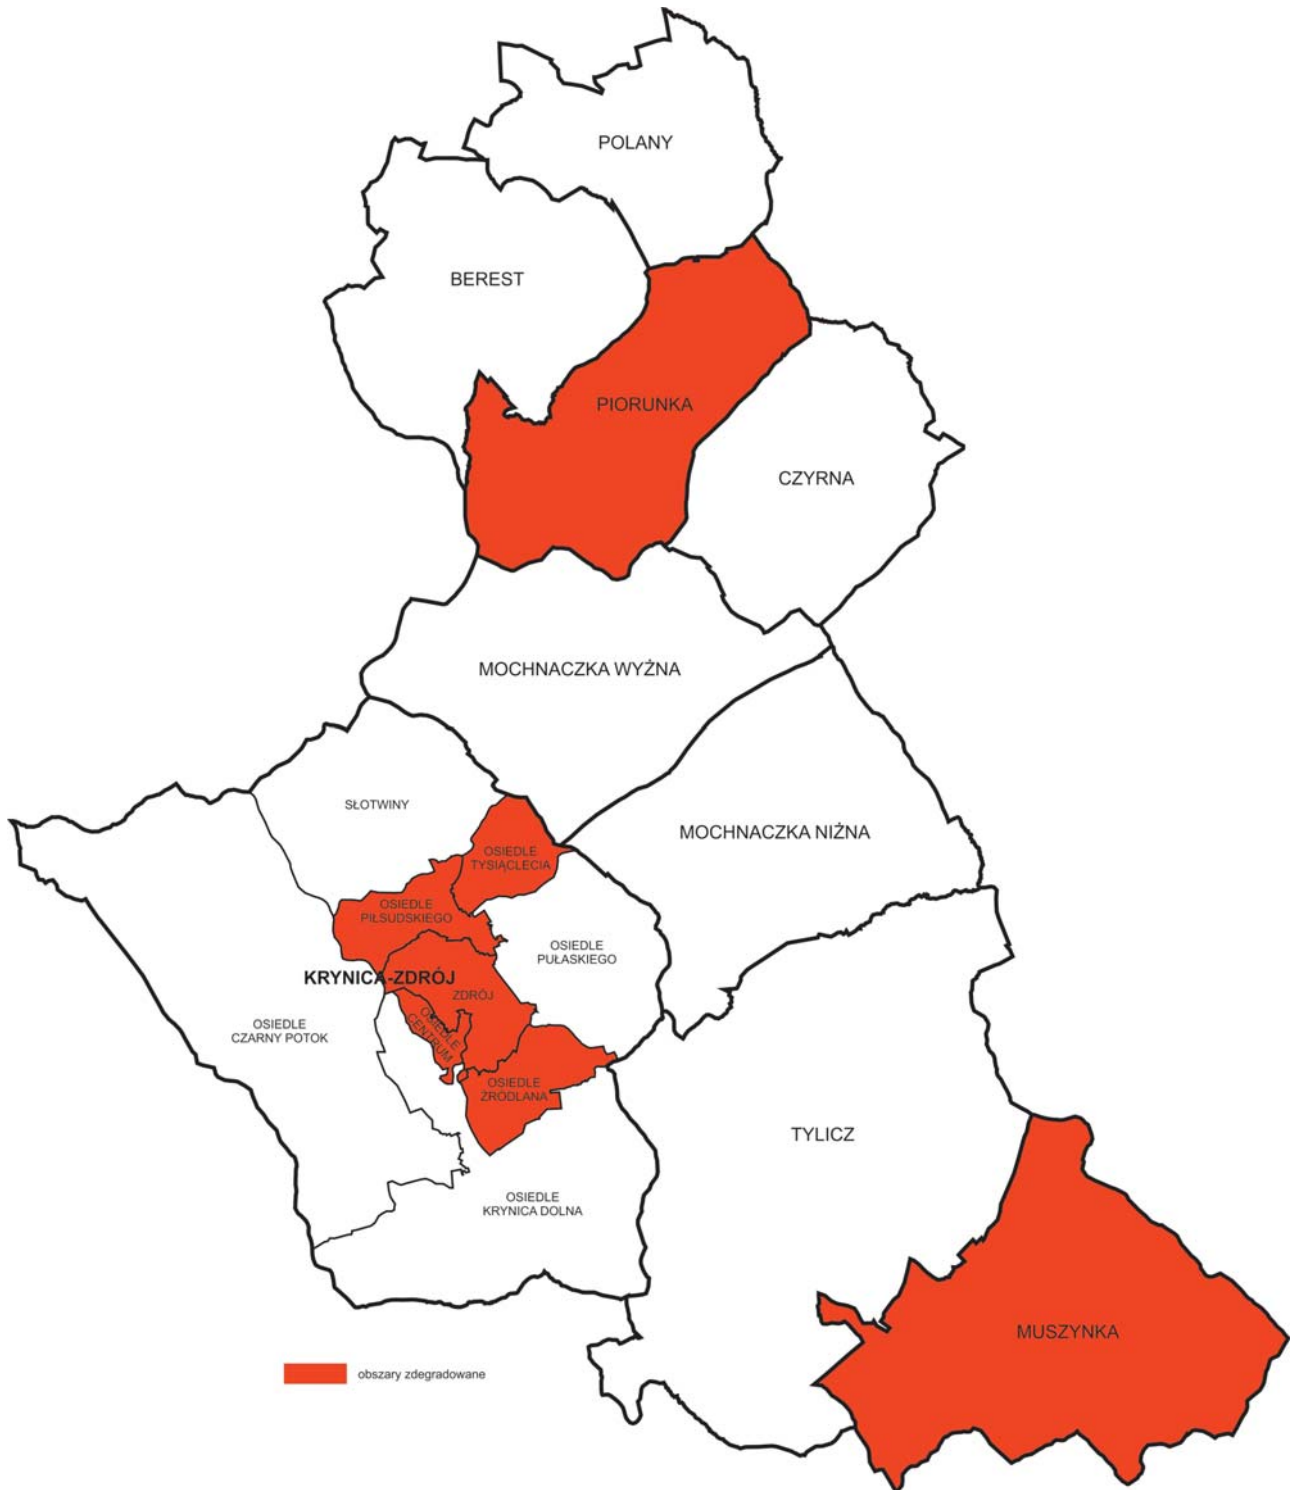 POLANY
BEREST
PIORUNKA
CZYRNA
MOCHNACZKA WYŻNA
SŁOTWINY
MOCHNACZKA NIŻNA
OSIEDLE
TYSIĄCLECIA
OSIEDLE
PIŁSUDSKIEGO
OSIEDLE
PUŁASKIEGO
KRYNICA-ZDRÓJ
ZDRÓJ
OSIEDLE
CENTRUM
OSIEDLE
CZARNY POTOK
OSIEDLE
ŹRÓDLANA
TYLICZ
OSIEDLE
KRYNICA DOLNA
MUSZYNKA
obszary zdegradowane